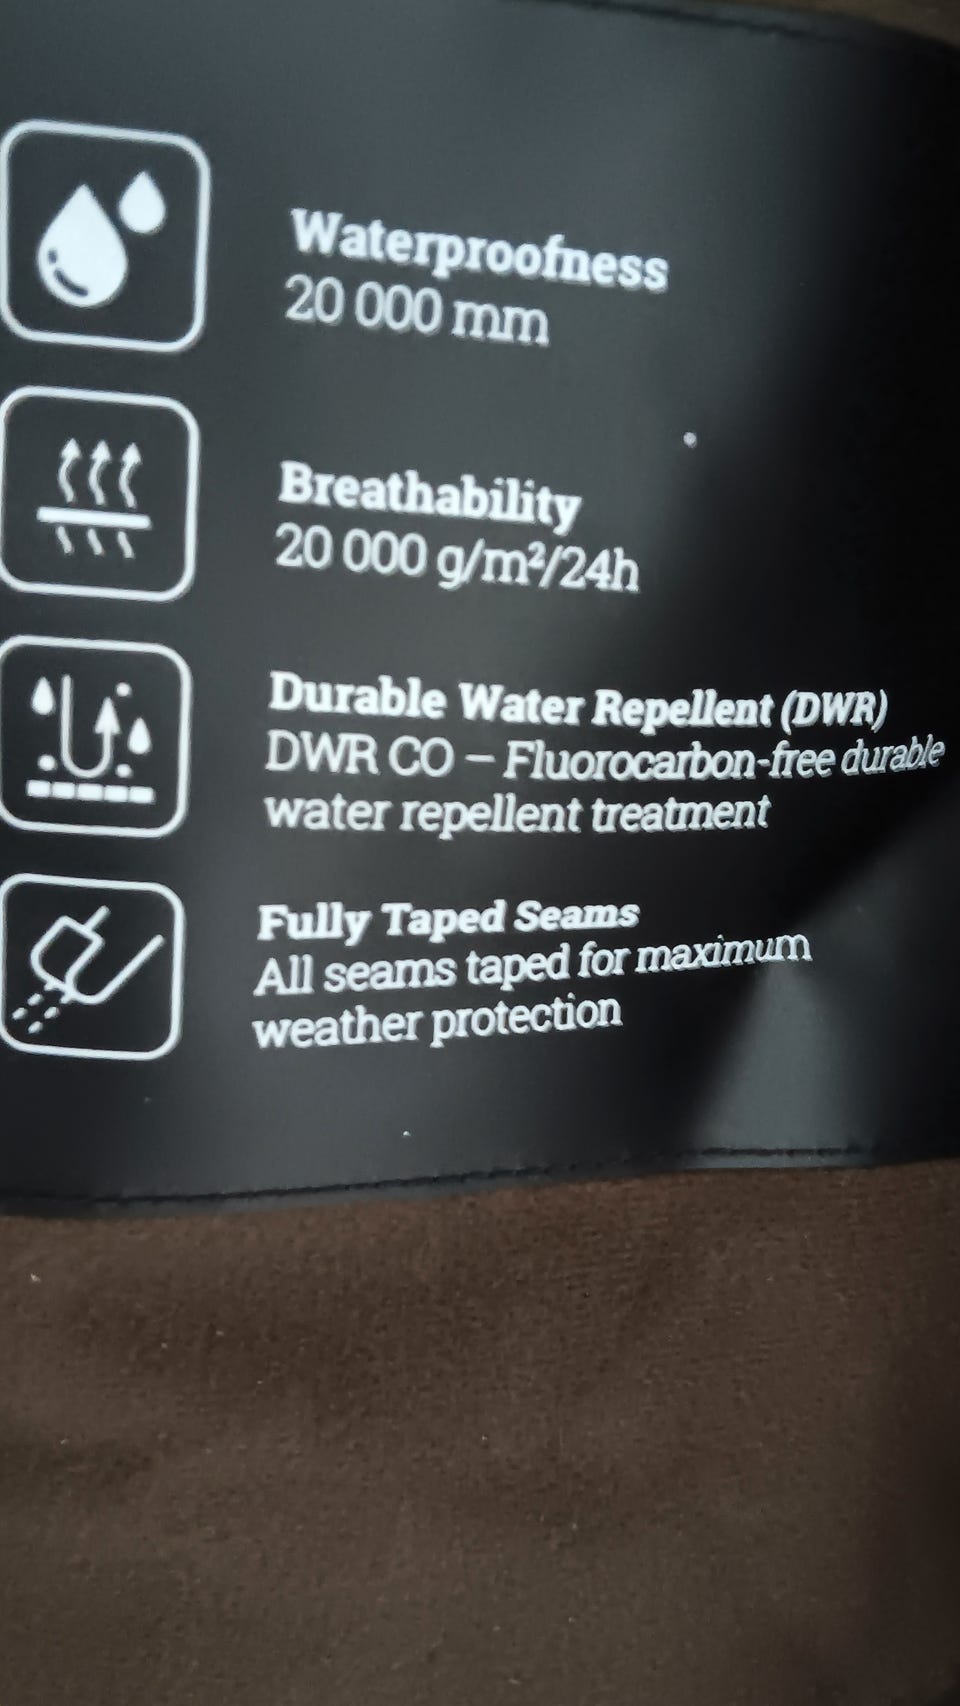 Waterproofness
20 000 mm
Breathability
20 000 g/m²/24h
Durable Water Repellent (DWR)
DWR CO – Fluorocarbon-free durable
water repellent treatment
Fully Taped Seams
All seams taped for maximum
weather protection